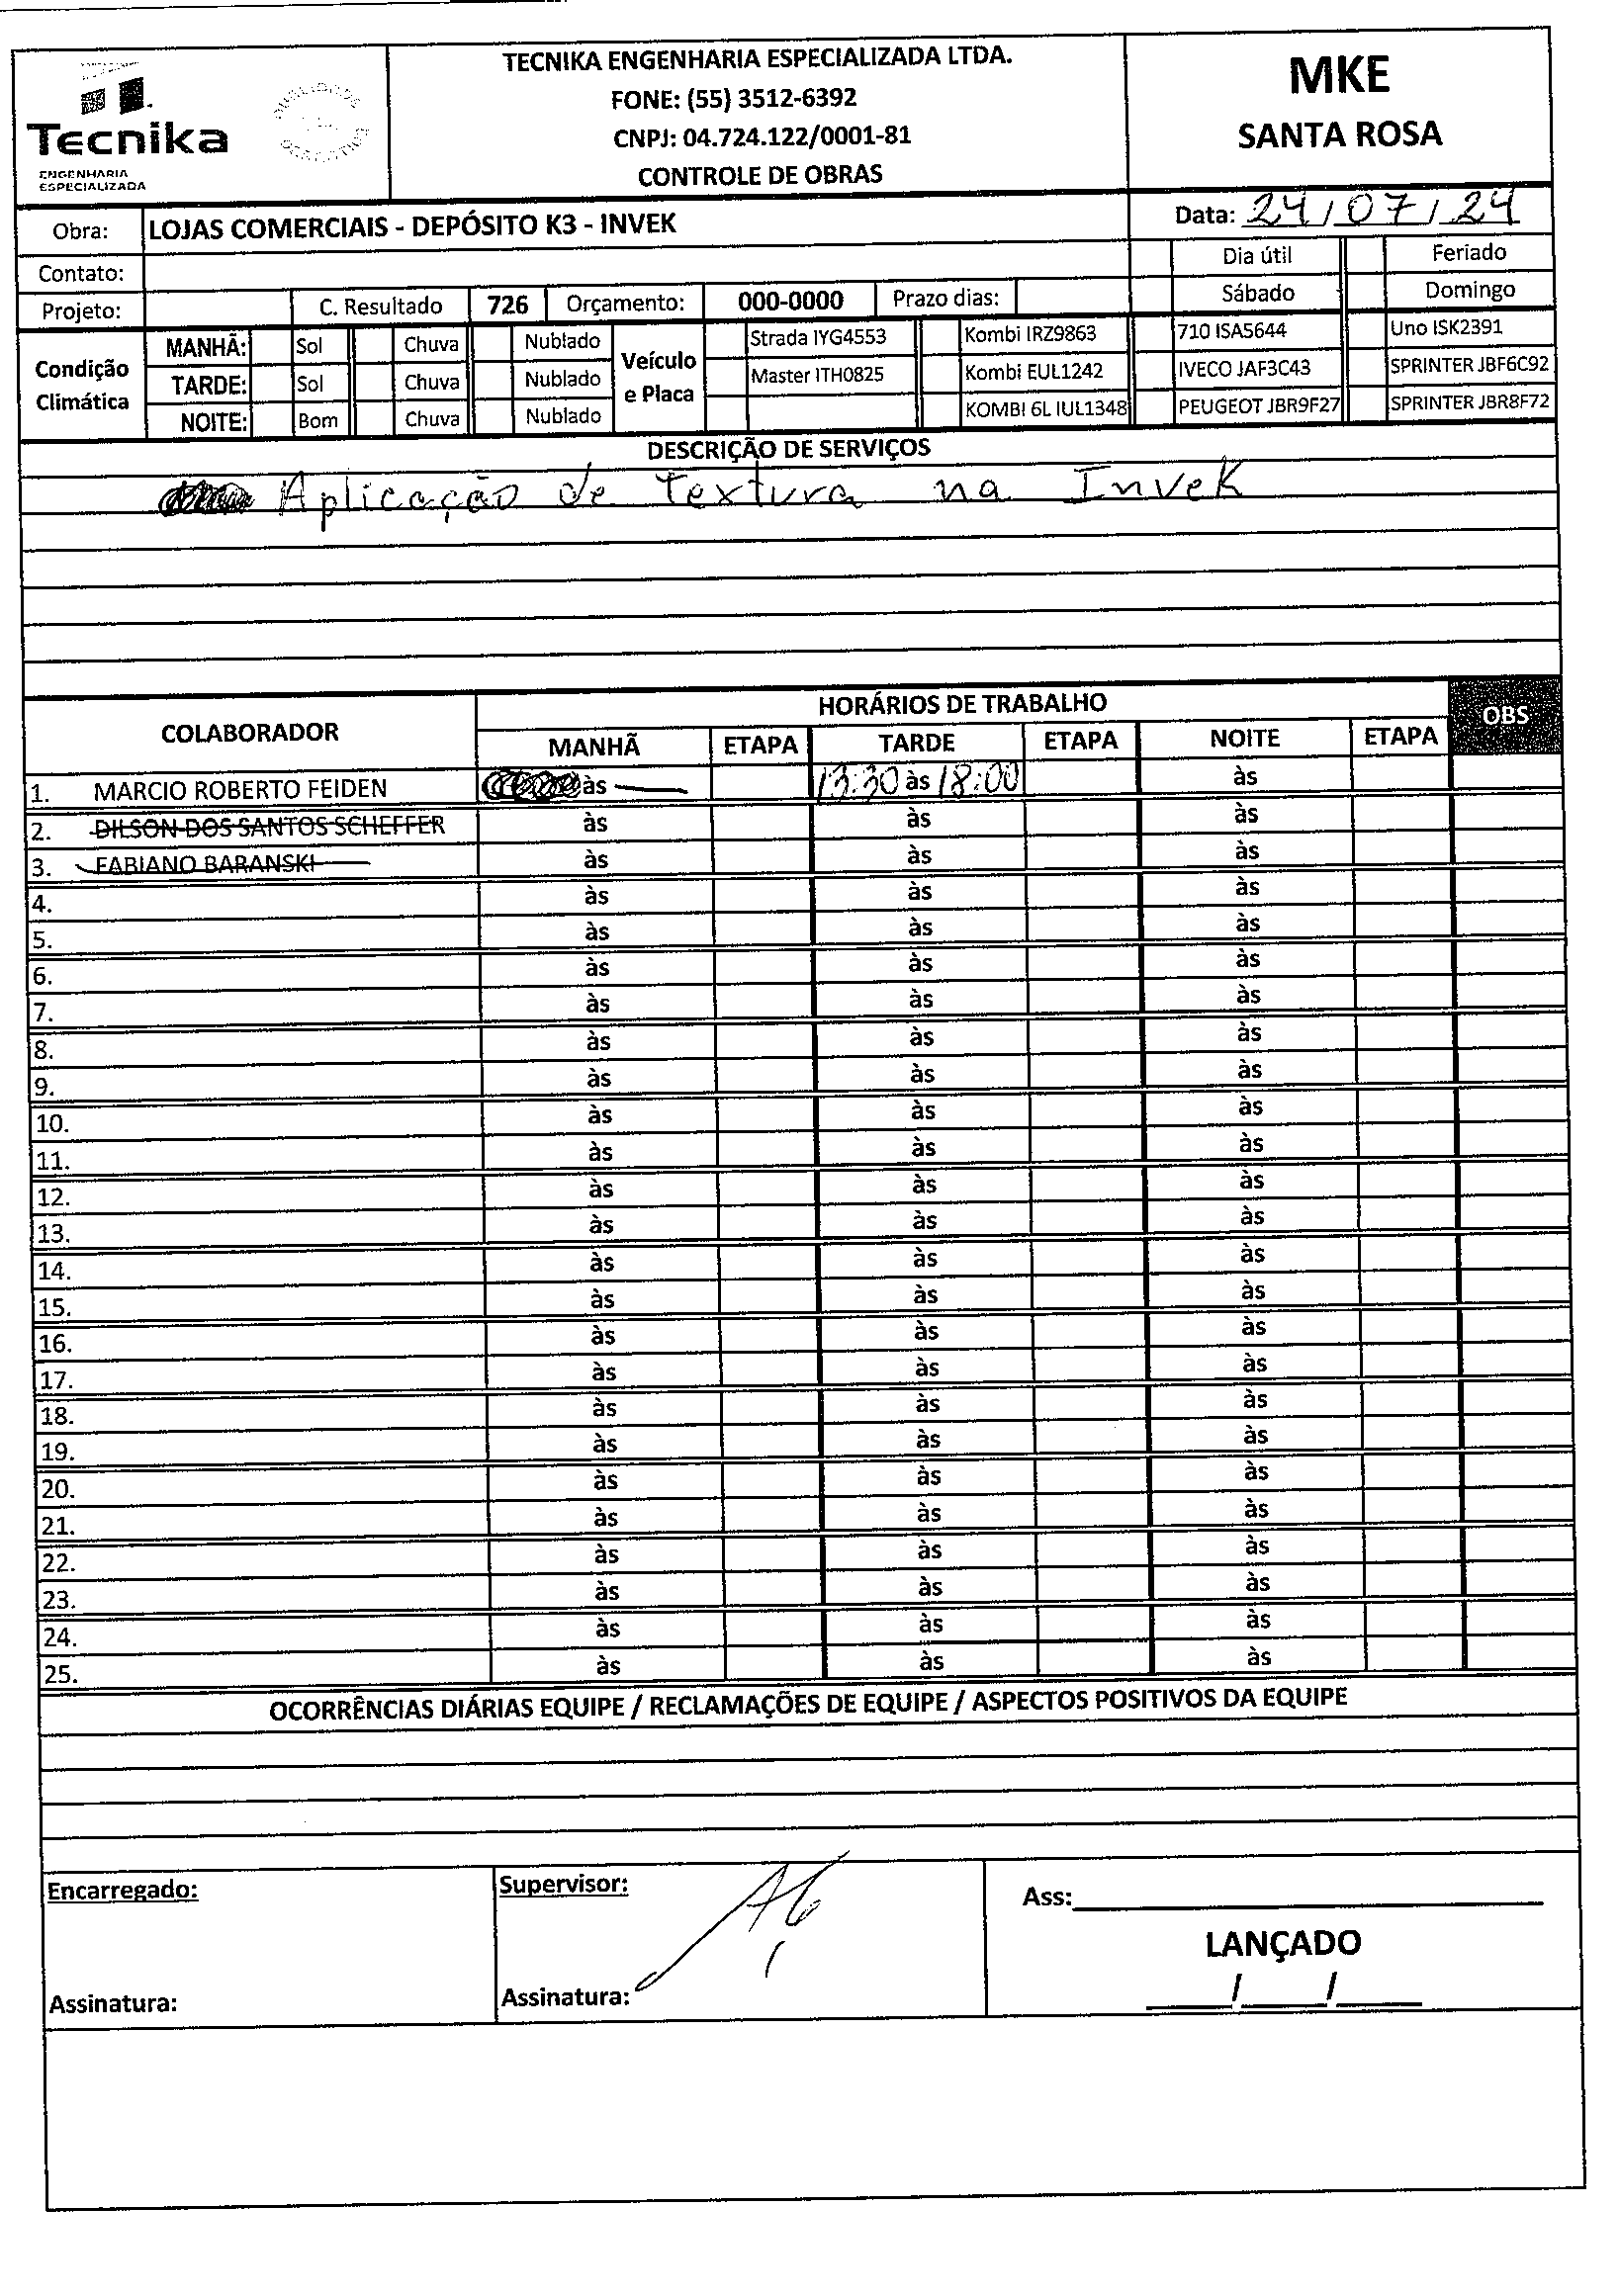 TECNIKA ENGENHARIA ESPECIALIZADA LTDA.
FONE: (55) 3512-6392
CNPJ: 04.724.122/0001-81
CONTROLE DE OBRAS
Tecnika
ENGENHARIA
ESPECIALIZADA
MKE
SANTA ROSA
Obra: LOJAS COMERCIAIS - DEPÓSITO K3 - INVEK
Data: 24/07/24
Contato:
Dia útil Feriado
Projeto: C. Resultado 726 Orçamento: 000-0000 Prazo dias: Sábado Domingo
Condição Climática
MANHÃ: Sol Chuva Nublado
TARDE: Sol Chuva Nublado
NOITE: Bom Chuva Nublado
Veículo e Placa
Strada IYG4553 Kombi IRZ9863 710 ISA5644 Uno ISK2391
Master ITH0825 Kombi EUL1242 IVECO JAF3C43 SPRINTER JBF6C92
KOMBI 6L IUL1348 PEUGEOT JBR9F27 SPRINTER JBR8F72
DESCRIÇÃO DE SERVIÇOS
Aplicação de Textura na InveK
COLABORADOR HORÁRIOS DE TRABALHO OBS
MANHÃ ETAPA TARDE ETAPA NOITE ETAPA
1. MARCIO ROBERTO FEIDEN às 13:30 às 18:00 às
2. DILSON DOS SANTOS SCHEFFER às às às
3. FABIANO BARANSKI às às às
4. às às às
5. às às às
6. às às às
7. às às às
8. às às às
9. às às às
10. às às às
11. às às às
12. às às às
13. às às às
14. às às às
15. às às às
16. às às às
17. às às às
18. às às às
19. às às às
20. às às às
21. às às às
22. às às às
23. às às às
24. às às às
25. às às às
OCORRÊNCIAS DIÁRIAS EQUIPE / RECLAMAÇÕES DE EQUIPE / ASPECTOS POSITIVOS DA EQUIPE
Encarregado:
Assinatura:
Supervisor:
Assinatura:
Ass:
LANÇADO
/ /